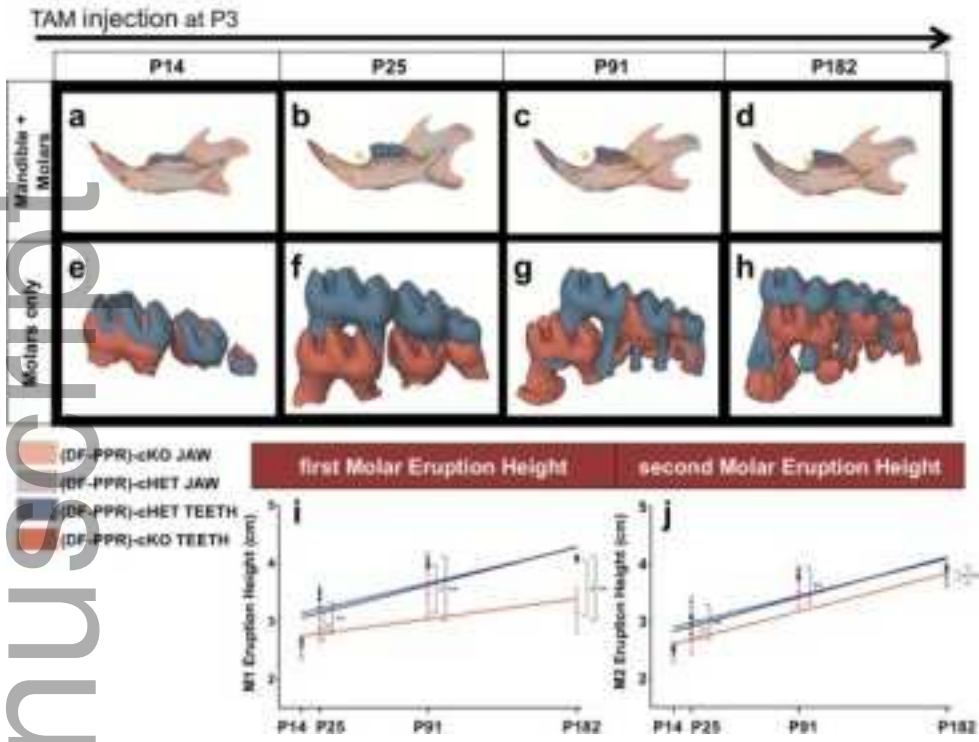 TAM injection at P3
P14 P25 P91 P182
Mandible +
Molars
a b c d
Molars only
e f g h
(DF-PPR)-cKO JAW
(DF-PPR)-cHET JAW
(DF-PPR)-cHET TEETH
(DF-PPR)-cKO TEETH
first Molar Eruption Height second Molar Eruption Height
i j
M1 Eruption Height (cm)
5
4
3
2
P14 P25 P91 P182
M2 Eruption Height (cm)
5
4
3
2
P14 P25 P91 P182